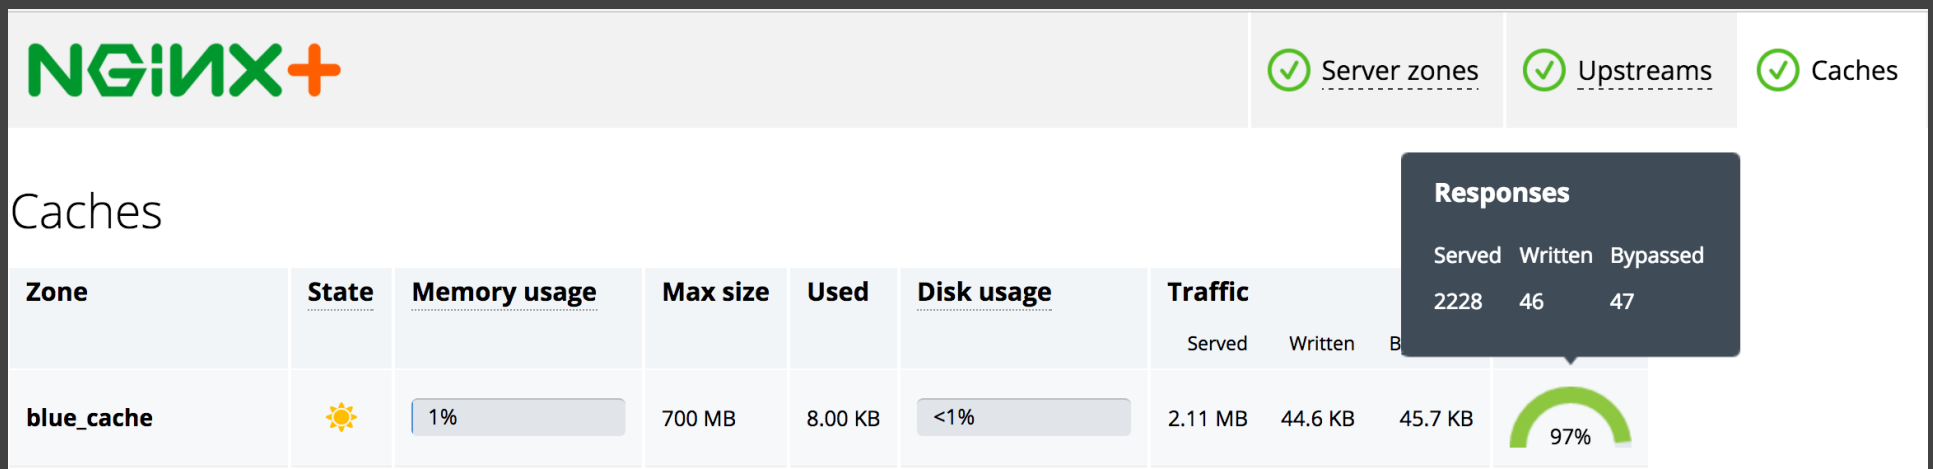 NGiNX+
Server zones
Upstreams
Caches
Caches
Responses
Served Written Bypassed
2228 46 47
Zone State Memory usage Max size Used Disk usage Traffic
Served Written
blue_cache 1% 700 MB 8.00 KB <1% 2.11 MB 44.6 KB 45.7 KB 97%